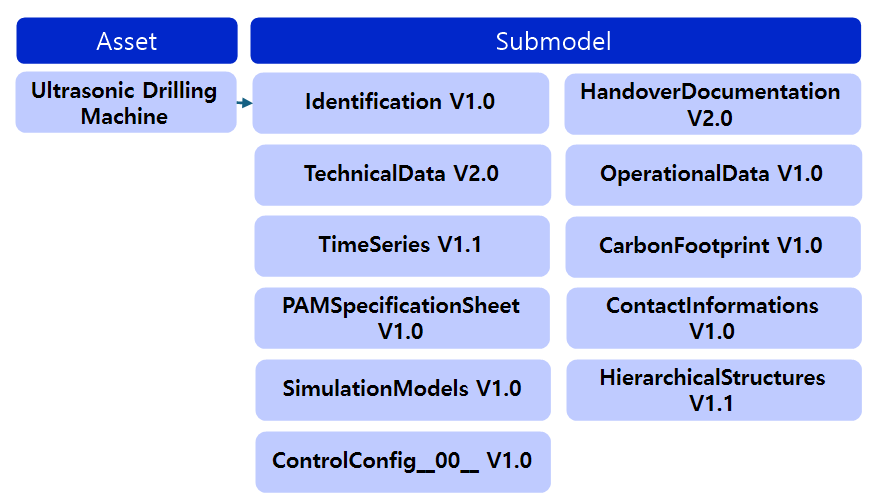 Asset
Submodel
Ultrasonic Drilling
Machine
Identification V1.0
HandoverDocumentation
V2.0
TechnicalData V2.0
OperationalData V1.0
TimeSeries V1.1
CarbonFootprint V1.0
PAMSpecificationSheet
V1.0
ContactInformations
V1.0
SimulationModels V1.0
HierarchicalStructures
V1.1
ControlConfig__00__ V1.0